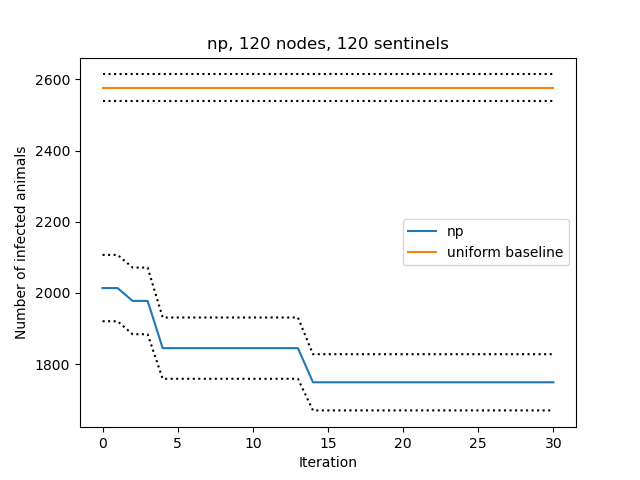 np, 120 nodes, 120 sentinels
2600
2400
2200
2000
1800
Number of infected animals
np
uniform baseline
0 5 10 15 20 25 30
Iteration